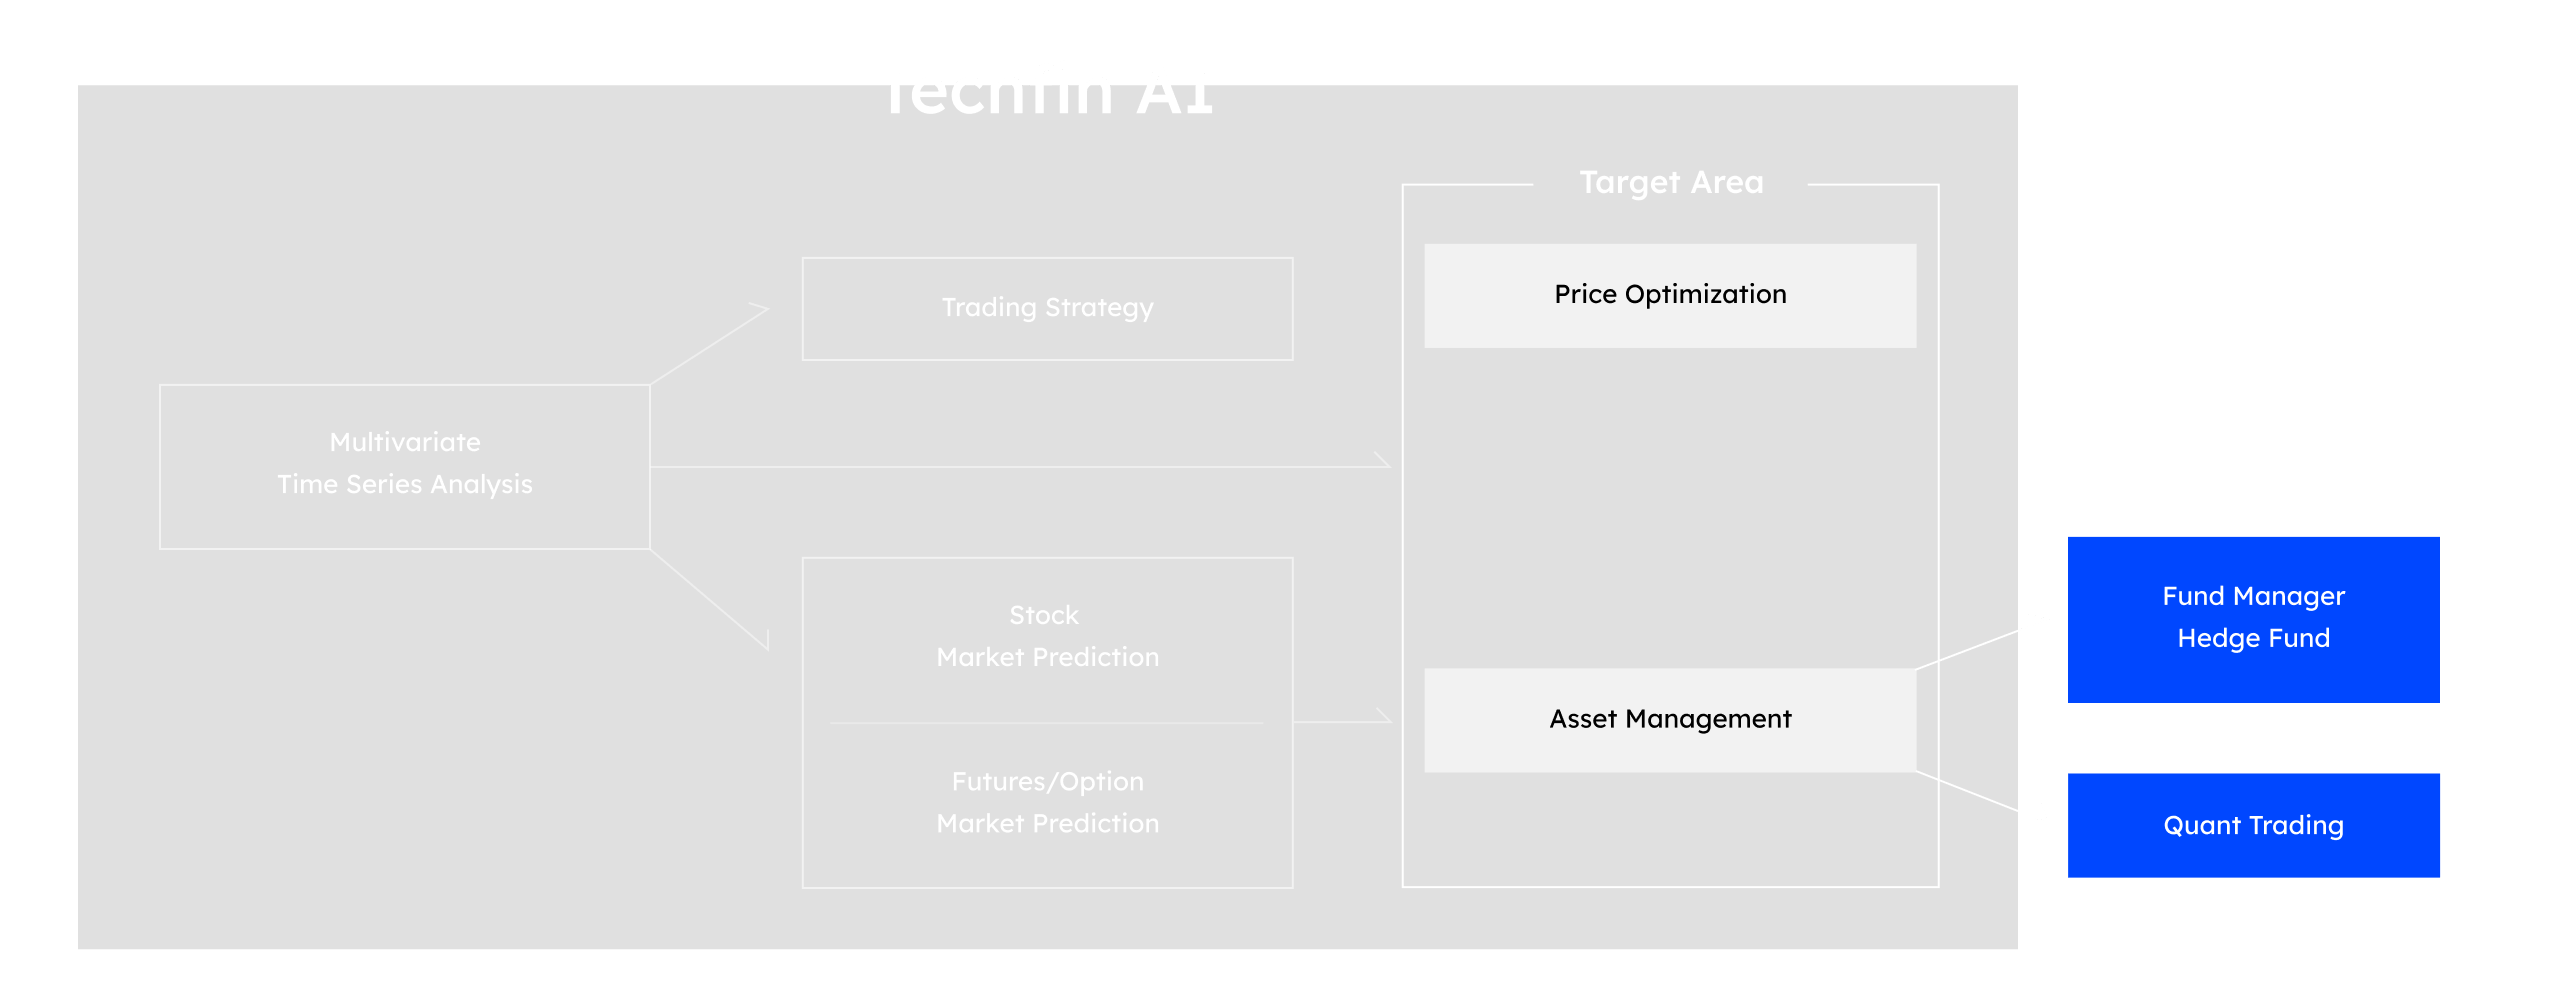 Techfin AI
Target Area
Price Optimization
Trading Strategy
Multivariate
Time Series Analysis
Stock
Market Prediction
Futures/Option
Market Prediction
Asset Management
Fund Manager
Hedge Fund
Quant Trading